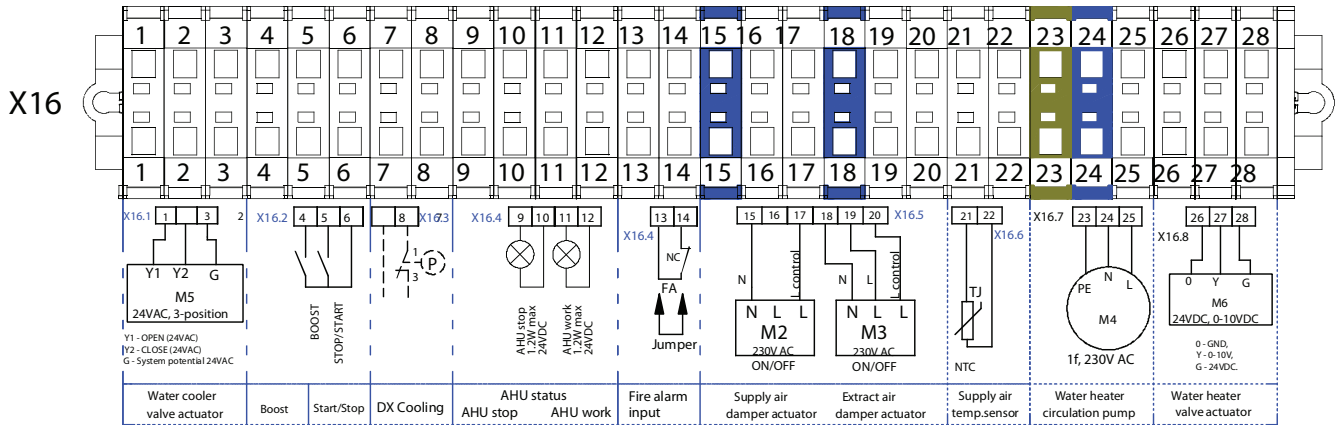 1 2 3 4 5 6 7 8 9 10 11 12 13 14 15 16 17 18 19 20 21 22 23 24 25 26 27 28
X16
1 2 3 4 5 6 7 8 9 10 11 12 13 14 15 16 17 18 19 20 21 22 23 24 25 26 27 28
X16.1 1 3 2
Y1 Y2 G
M5
24VAC, 3-position
Y1 - OPEN (24VAC)
Y2 - CLOSE (24VAC)
G - System potential 24VAC
X16.2 4 5 6
BOOST
STOP/START
8 X16.3 7
1
P
3
X16.4 9 10 11 12
AHU stop
1.2W max
24VDC
AHU work
1.2W max
24VDC
13 14
X16.4
NC
FA
Jumper
15 16 17 18 19 20 X16.5
N L control N L L control
N L L
M2
230V AC
ON/OFF
N L L
M3
230V AC
ON/OFF
21 22
X16.6
TJ
NTC
X16.7 23 24 25
PE N L
M4
1f, 230V AC
26 27 28
X16.8
0 Y G
M6
24VDC, 0-10VDC
0 - GND,
Y - 0-10V,
G - 24VDC.
Water cooler
valve actuator
Boost
Start/Stop
DX Cooling
AHU status
AHU stop AHU work
Fire alarm
input
Supply air
damper actuator
Extract air
damper actuator
Supply air
temp.sensor
Water heater
circulation pump
Water heater
valve actuator